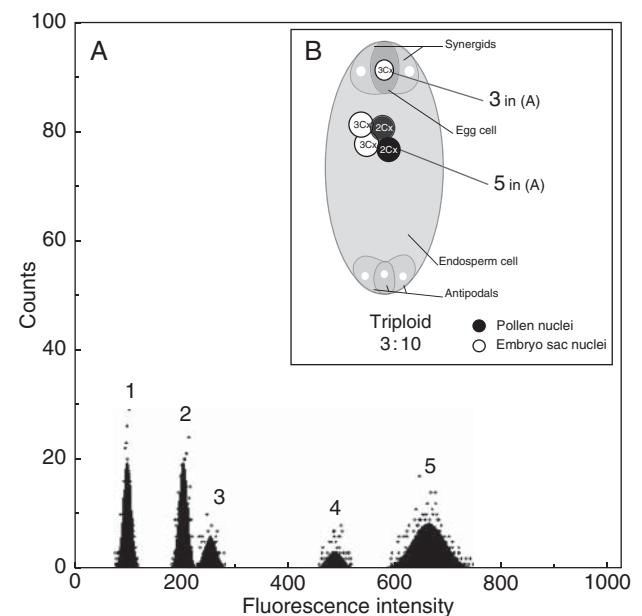 100
80
60
40
20
0
Counts
A
1
2
3
4
5
0
200
400
600
800
1000
Fluorescence intensity
B
Synergids
3Cx
3 in (A)
Egg cell
3Cx
2Cx
3Cx
2Cx
5 in (A)
Endosperm cell
Antipodals
Triploid
3:10
Pollen nuclei
Embryo sac nuclei